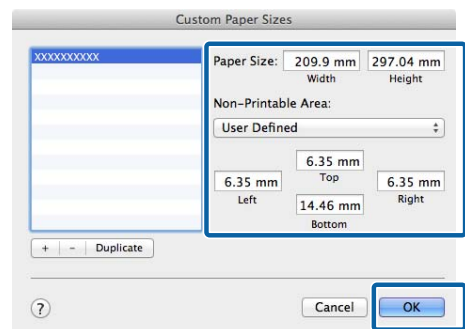 Custom Paper Sizes
XXXXXXXXXX
Paper Size: 209.9 mm 297.04 mm
Width Height
Non-Printable Area:
User Defined
6.35 mm
Top
6.35 mm 6.35 mm
Left Right
14.46 mm
Bottom
+ - Duplicate
? Cancel OK